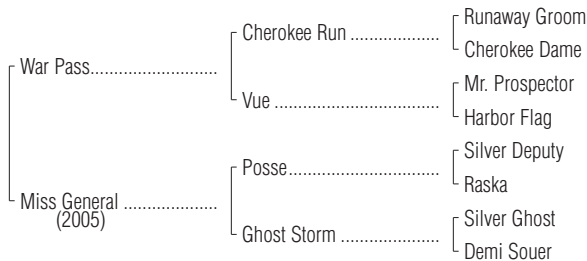 Runaway Groom
Cherokee Run ....................
Cherokee Dame
War Pass............................
Mr. Prospector
Vue .....................................
Harbor Flag
Silver Deputy
Posse..................................
Raska
Miss General .....................
(2005)
Silver Ghost
Ghost Storm ......................
Demi Souer